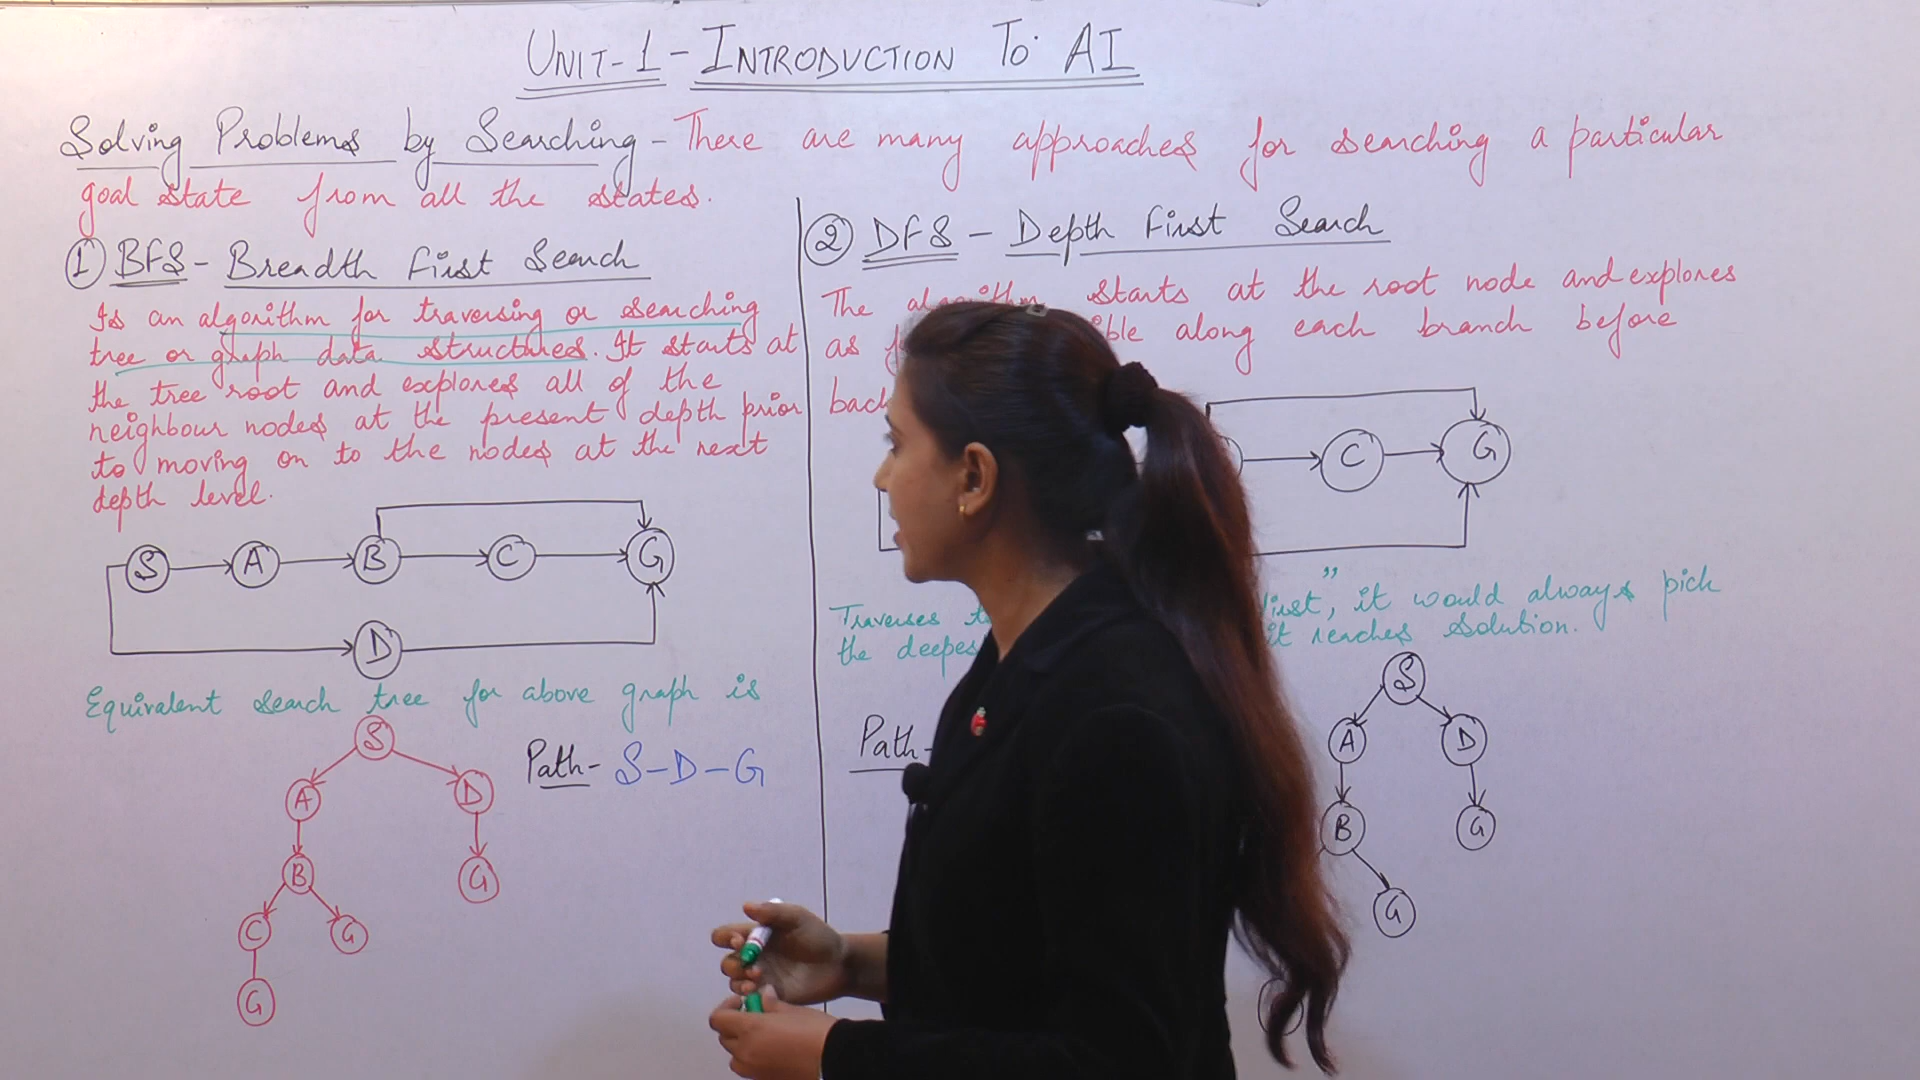 UNIT-1-INTRODUCTION TO AI
Solving Problems by Searching - There are many approaches for searching a particular
goal state from all the states.
① BFS - Breadth First Search
Is an algorithm for traversing or searching
tree or graph data structures. It starts at
the tree root and explores all of the
neighbour nodes at the present depth prior
to moving on to the nodes at the next
depth level.
S A B C G
D
Equivalent search tree for above graph is
S
Path- S-D-G
A D
B G
C G
G
② DFS - Depth First Search
The algorithm starts at the root node and explores
as along each branch before
C G
Traverses first", it would always pick
the it reaches solution.
S
Path-
A D
B G
G